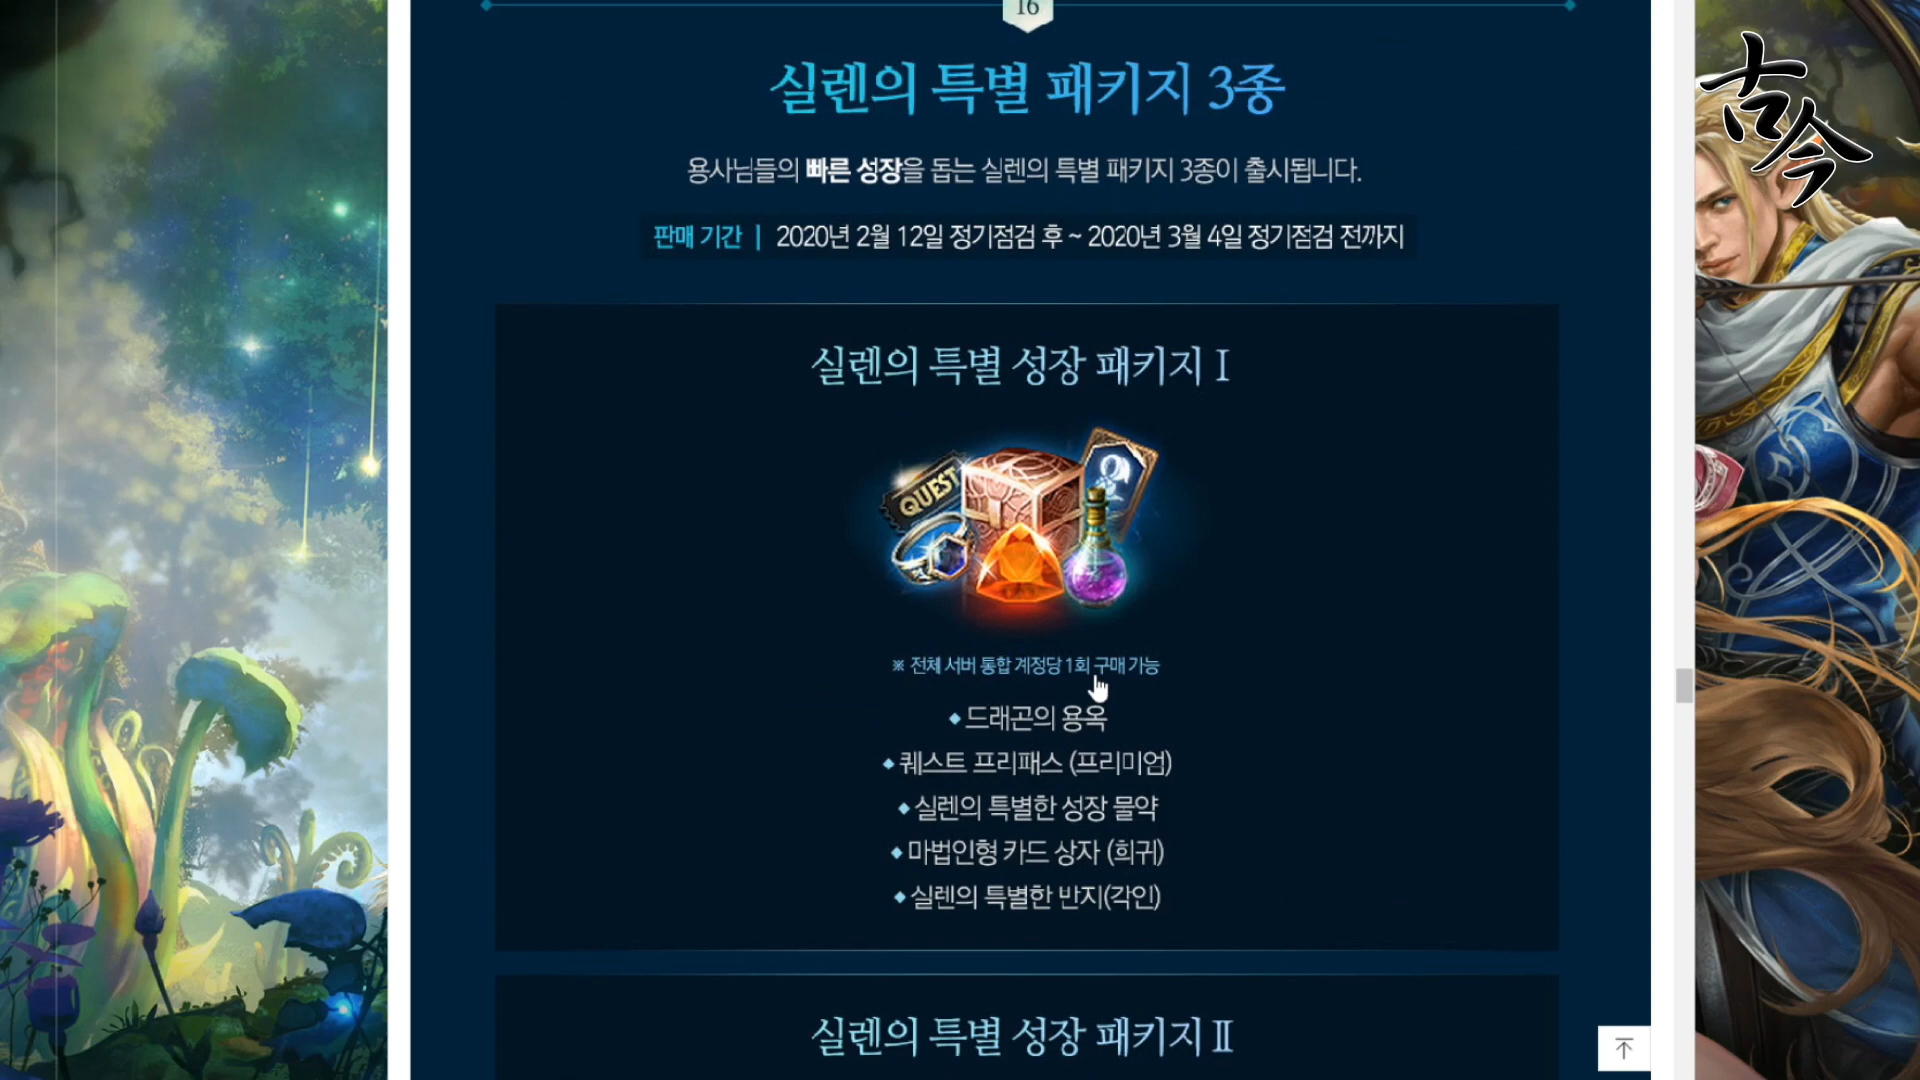 16
실렌의 특별 패키지 3종
용사님들의 빠른 성장을 돕는 실렌의 특별 패키지 3종이 출시됩니다.
판매 기간 | 2020년 2월 12일 정기점검 후 ~ 2020년 3월 4일 정기점검 전까지
실렌의 특별 성장 패키지 I
QUEST
※ 전체 서버 통합 계정당 1회 구매 가능
◆ 드래곤의 용옥
◆ 퀘스트 프리패스 (프리미엄)
◆ 실렌의 특별한 성장 물약
◆ 마법인형 카드 상자 (희귀)
◆ 실렌의 특별한 반지(각인)
실렌의 특별 성장 패키지 II
古今